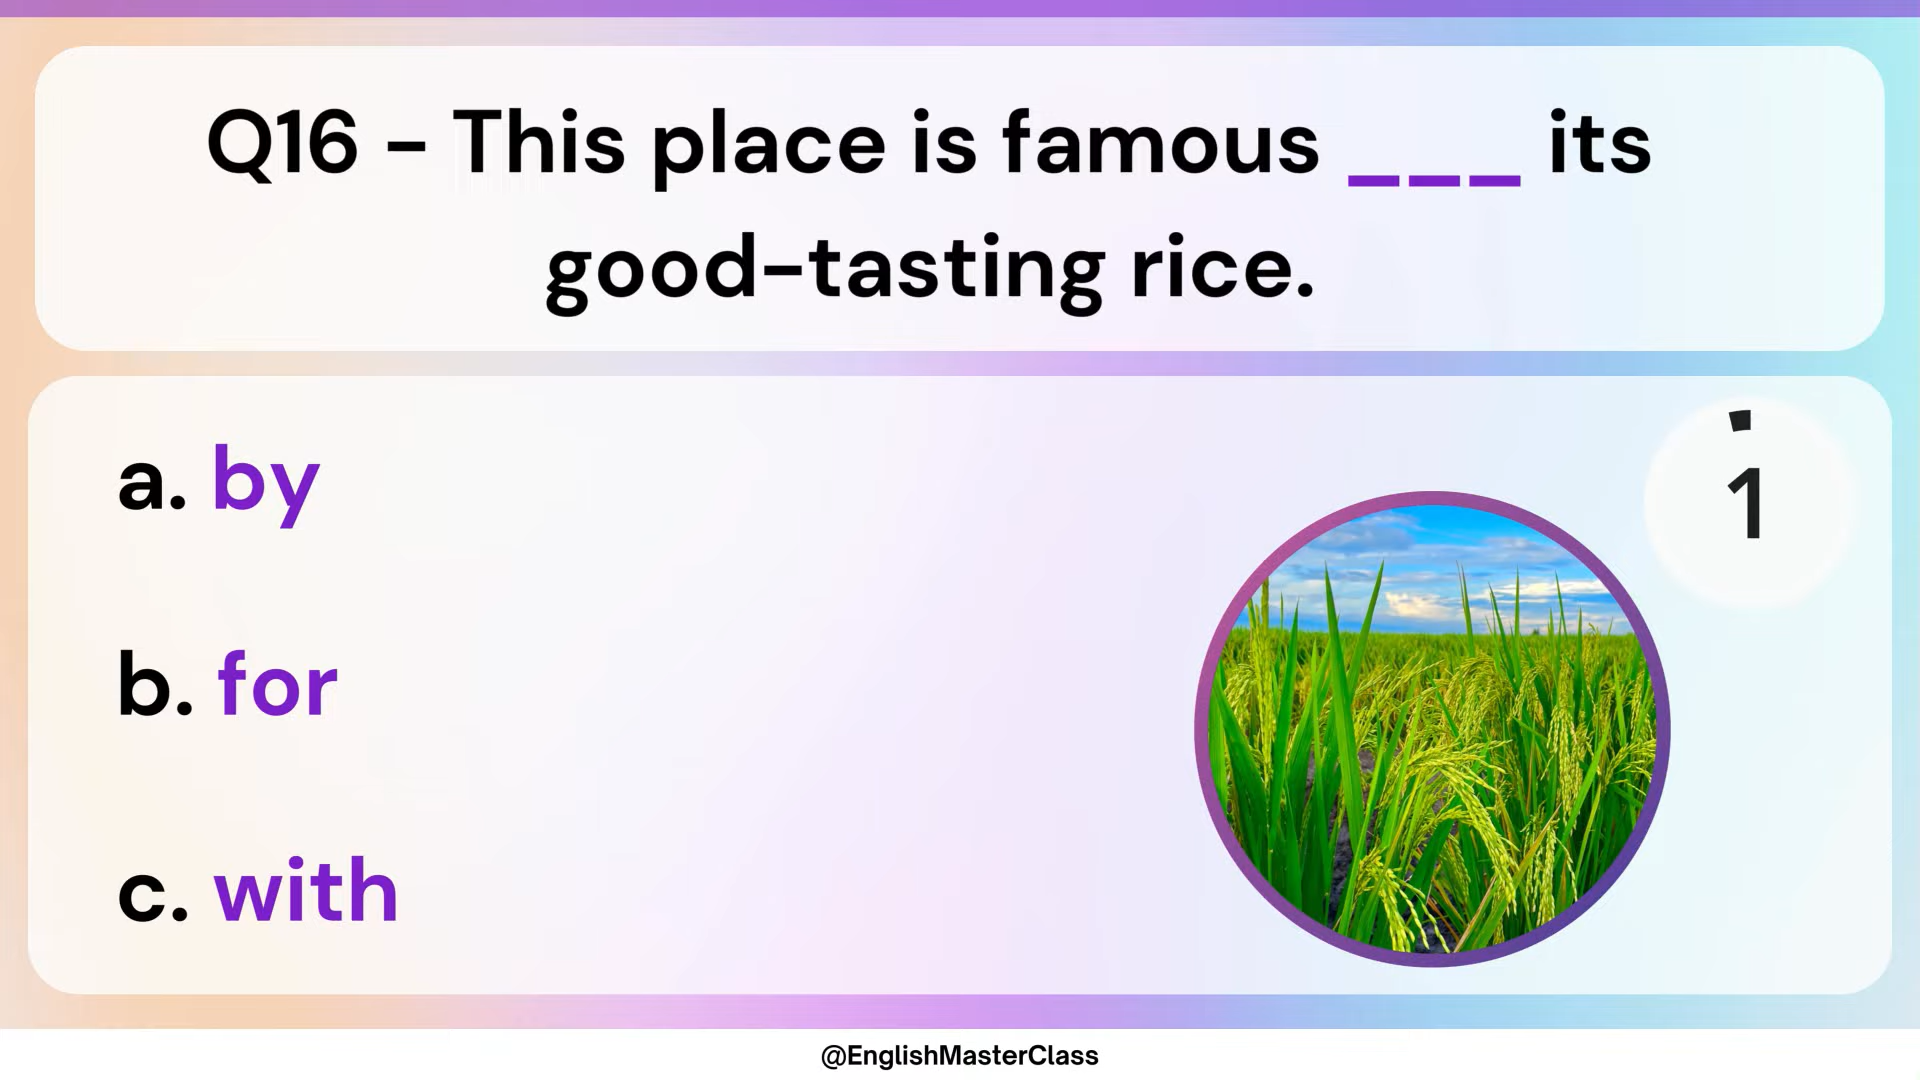 Q16 - This place is famous ___ its
good-tasting rice.
a. by
1
b. for
c. with
@EnglishMasterClass